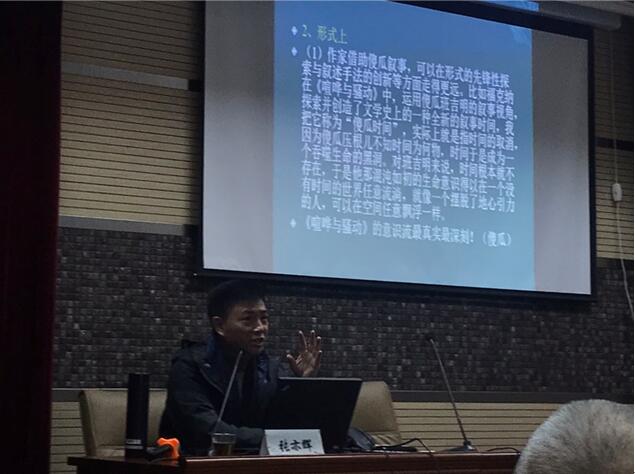 2、形式上
（1）作家借助傻瓜叙事，可以在形式的先锋性探
索与叙述手法的创新等方面走得更远。比如福克纳
在《喧哗与骚动》中，运用傻瓜班吉明的叙事视角，
探索并创造了文学史上的一种全新的叙事时间，我
把它称为“傻瓜时间”，实际上就是指时间的取消，
因为傻瓜压根儿不知时间为何物，时间于是成为一
个吞噬生命的黑洞，对班吉明来说，时间根本就不
存在，于是他那混沌如初的生命意识得以在一个没
有时间的世界任意流淌，就像一个摆脱了地心引力
的人，可以在空间任意飘浮一样。
《喧哗与骚动》的意识流最真实最深刻！（傻瓜）
杜亦辉